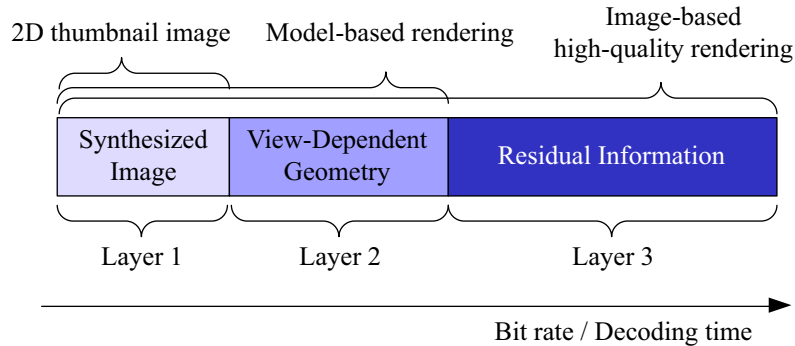 Image-based
2D thumbnail image
Model-based rendering
high-quality rendering
Synthesized
Image
View-Dependent
Geometry
Residual Information
Layer 1
Layer 2
Layer 3
Bit rate / Decoding time